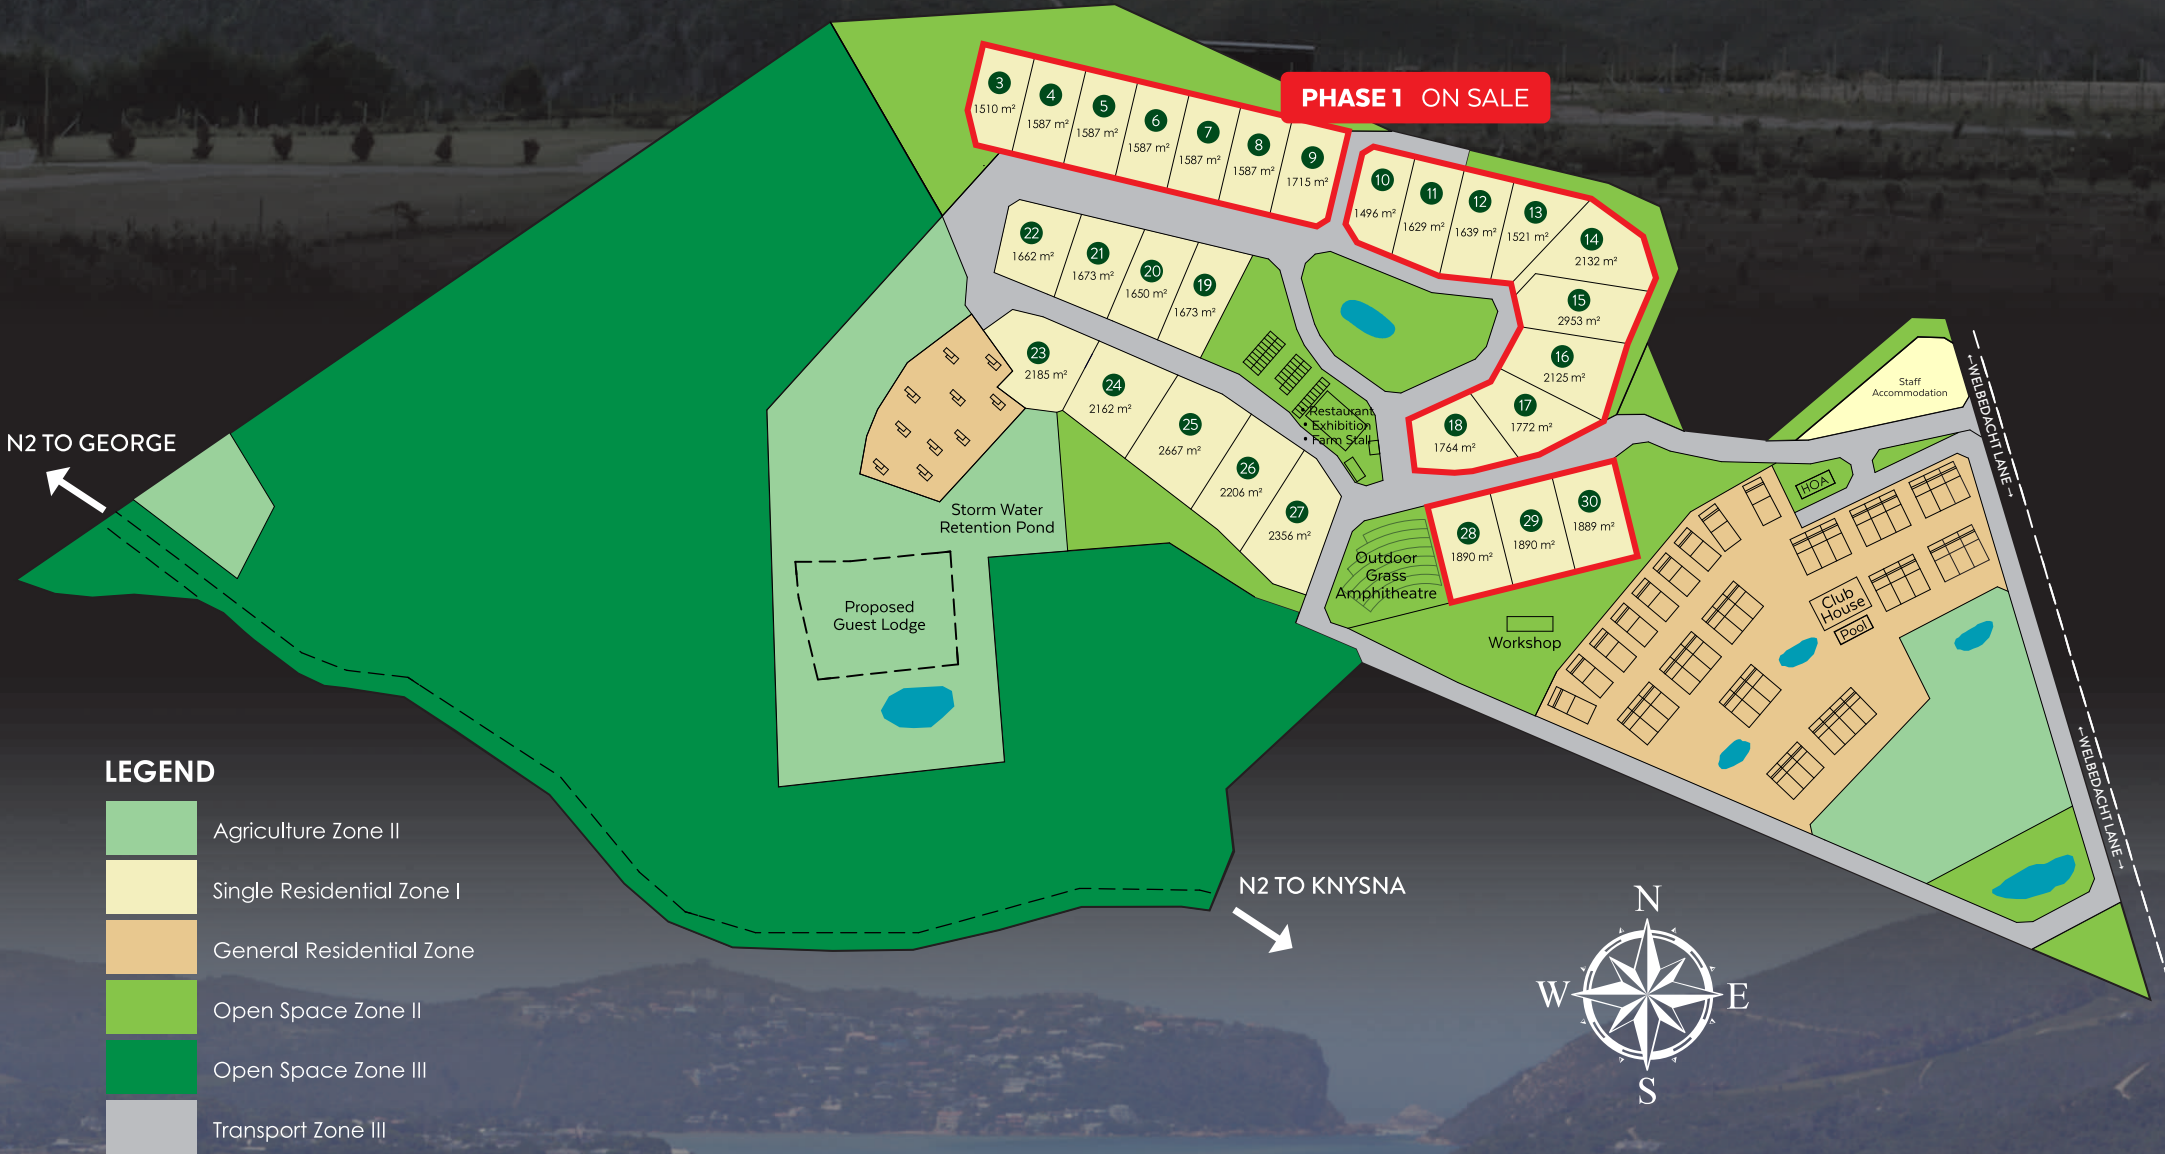 PHASE 1 ON SALE
3
1510 m²
4
1587 m²
5
1587 m²
6
1587 m²
7
1587 m²
8
1587 m²
9
1715 m²
10
1496 m²
11
1629 m²
12
1639 m²
13
1521 m²
14
2132 m²
15
2953 m²
16
2125 m²
17
1772 m²
18
1764 m²
22
1662 m²
21
1673 m²
20
1650 m²
19
1673 m²
23
2185 m²
24
2162 m²
25
2667 m²
26
2206 m²
27
2356 m²
28
1890 m²
29
1890 m²
30
1889 m²
• Restaurant
• Exhibition
• Farm Stall
Staff
Accommodation
←WELBEDACHT LANE→
←WELBEDACHT LANE→
HOA
Club
House
Pool
Outdoor
Grass
Amphitheatre
Workshop
Storm Water
Retention Pond
Proposed
Guest Lodge
N2 TO GEORGE
N2 TO KNYSNA
LEGEND
Agriculture Zone II
Single Residential Zone I
General Residential Zone
Open Space Zone II
Open Space Zone III
Transport Zone III
N
W
E
S